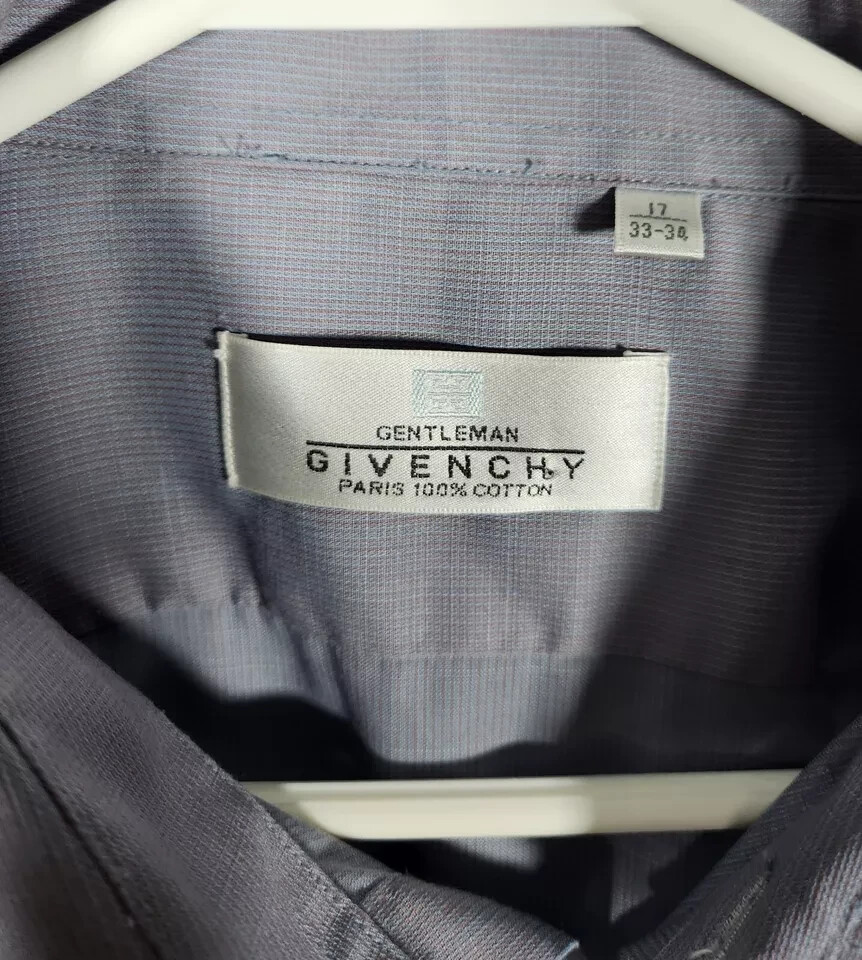 17
33-34
GENTLEMAN
GIVENCHY
PARIS 100% COTTON